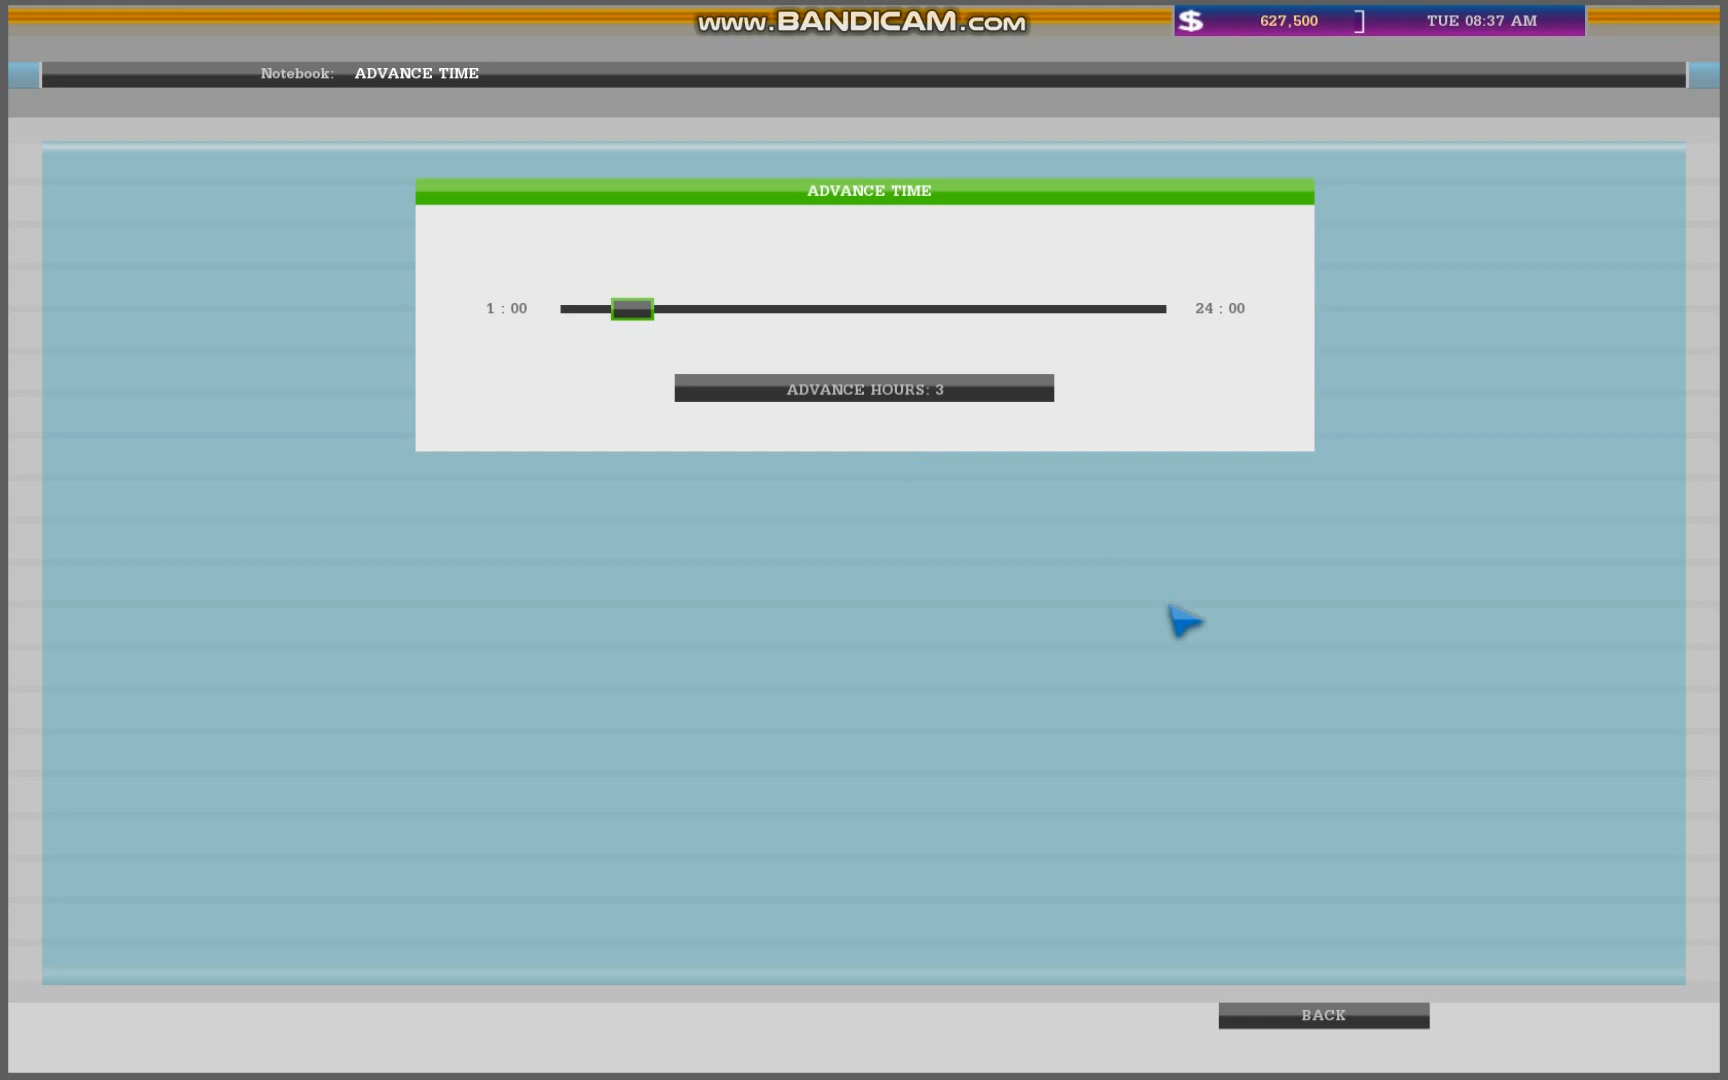 www.BANDICAM.com
$ 627,500 ] TUE 08:37 AM
Notebook: ADVANCE TIME
ADVANCE TIME
1 : 00 24 : 00
ADVANCE HOURS: 3
BACK